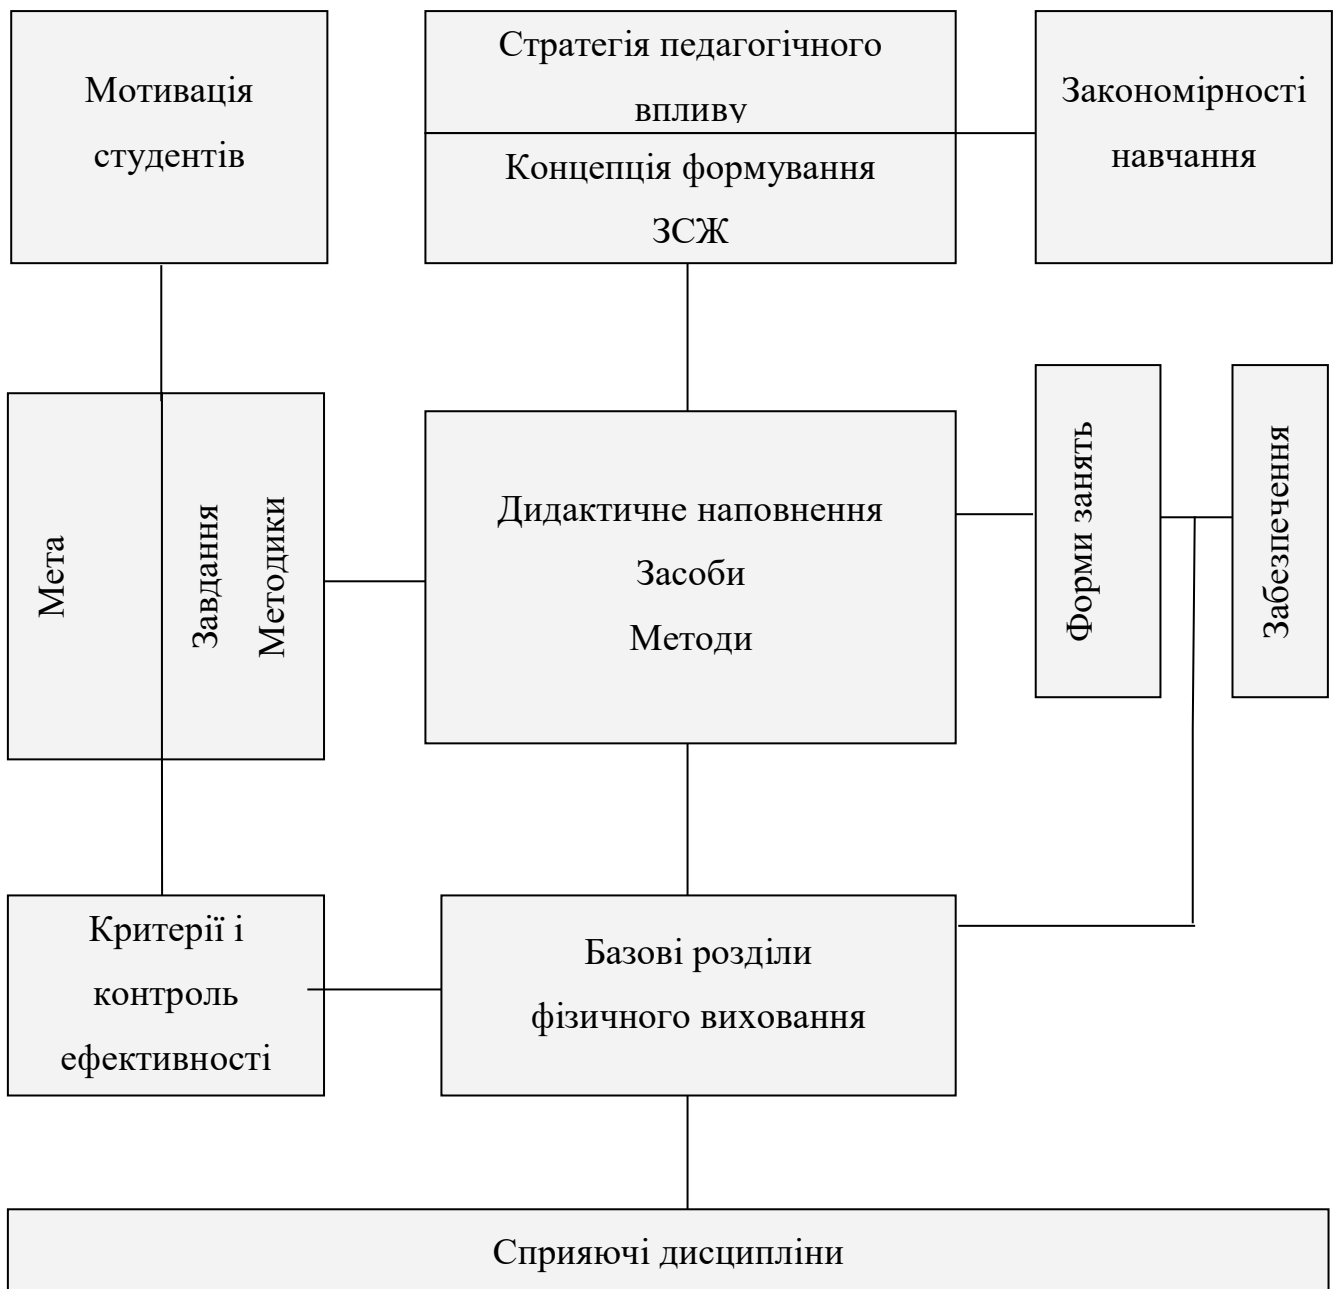 Мотивація
студентів
Стратегія педагогічного
впливу
Концепція формування
ЗСЖ
Закономірності
навчання
Мета
Завдання
Методики
Дидактичне наповнення
Засоби
Методи
Форми занять
Забезпечення
Критерії і
контроль
ефективності
Базові розділи
фізичного виховання
Сприяючі дисципліни